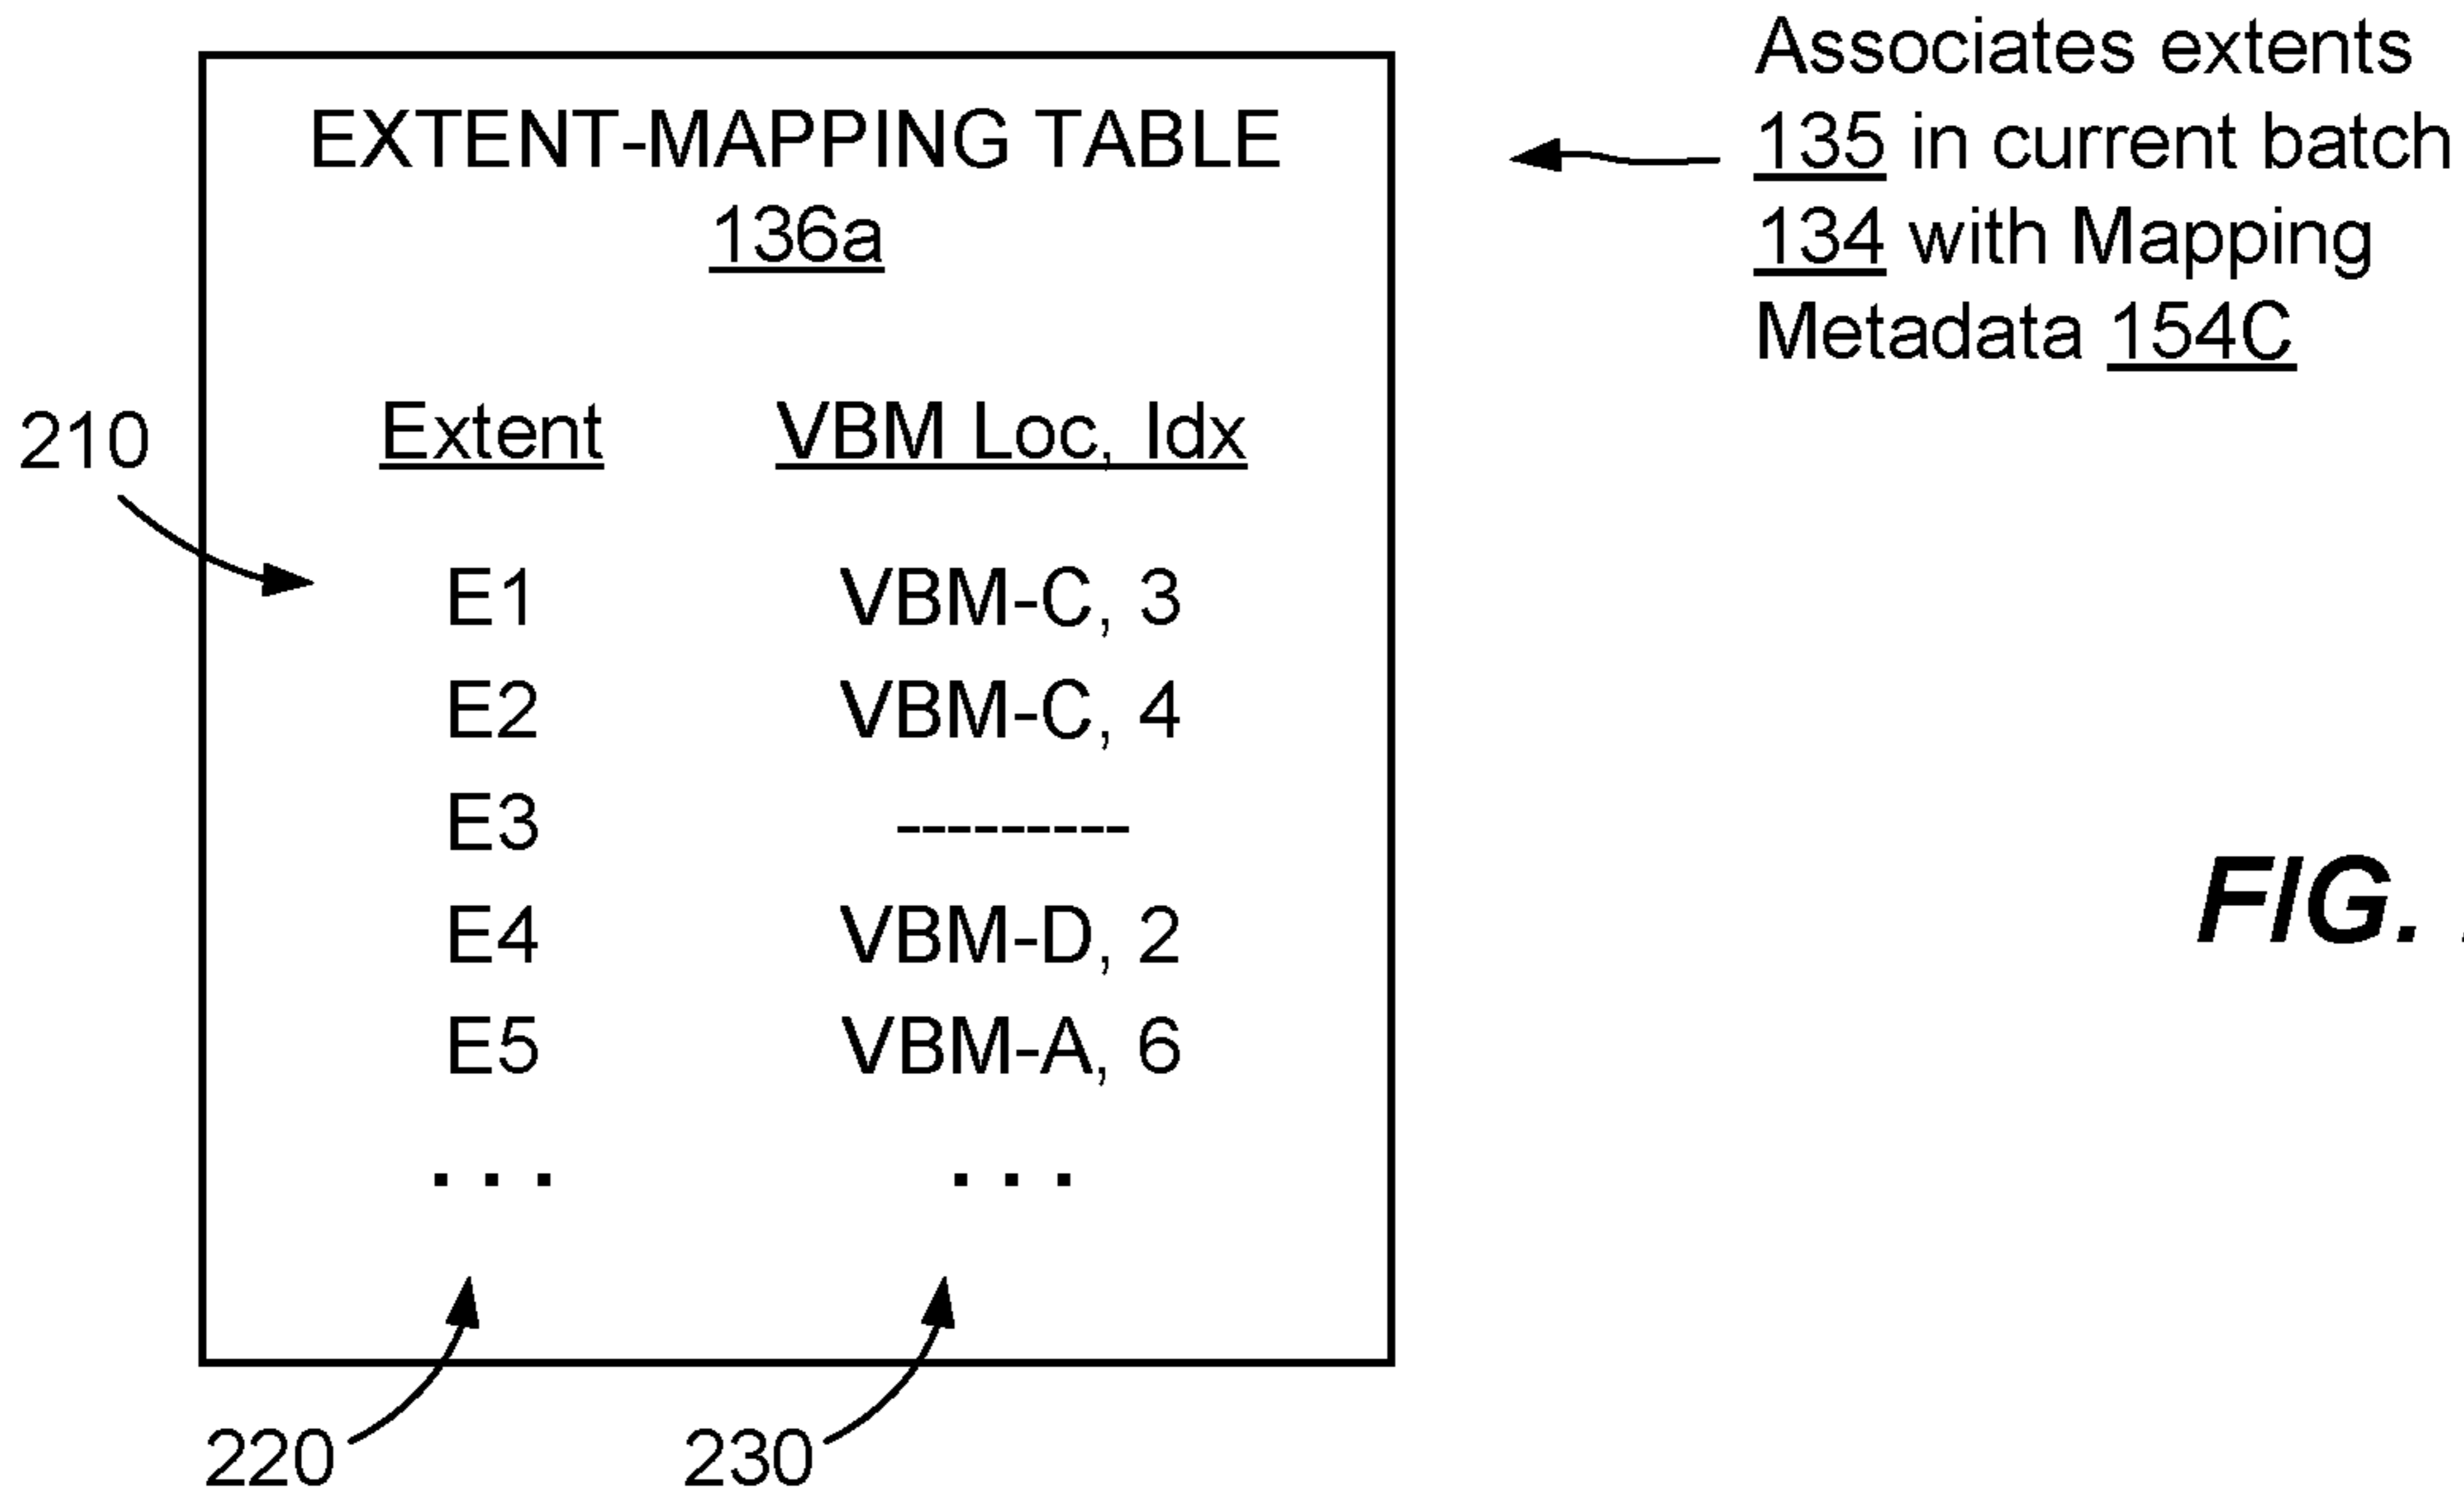 EXTENT-MAPPING TABLE
136a
Extent VBM Loc, Idx
E1 VBM-C, 3
E2 VBM-C, 4
E3 ---------
E4 VBM-D, 2
E5 VBM-A, 6
. . . . . .
210
220
230
Associates extents
135 in current batch
134 with Mapping
Metadata 154C
FIG.